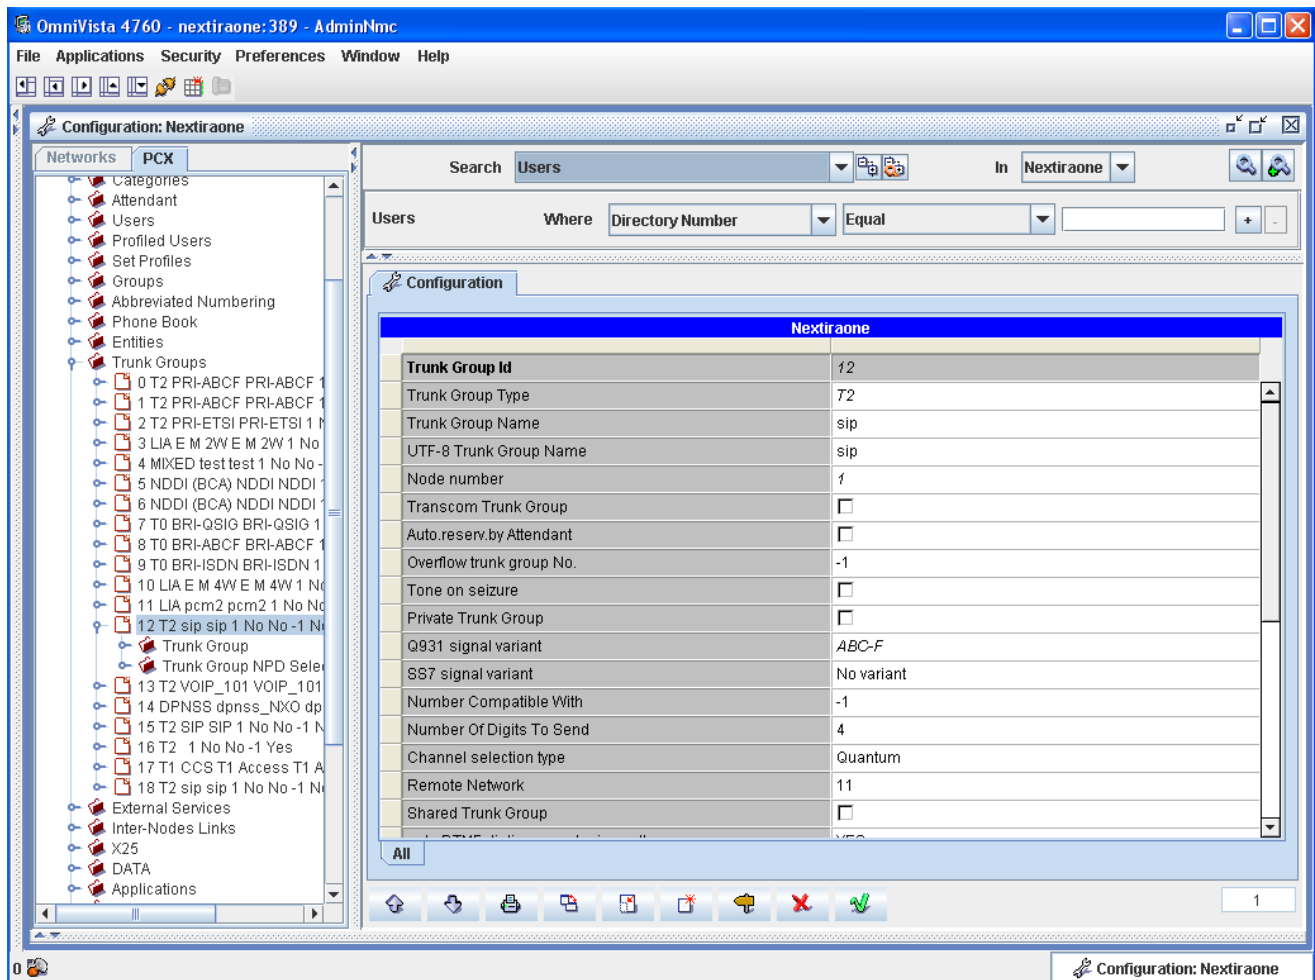 OmniVista 4760 - nextiraone:389 - AdminNmc
File Applications Security Preferences Window Help
Configuration: Nextiraone
Networks PCX
Categories
Attendant
Users
Profiled Users
Set Profiles
Groups
Abbreviated Numbering
Phone Book
Entities
Trunk Groups
0 T2 PRI-ABCF PRI-ABCF 1
1 T2 PRI-ABCF PRI-ABCF 1
2 T2 PRI-ETSI PRI-ETSI 1 N
3 LIA E M 2W E M 2W 1 No
4 MIXED test test 1 No No -
5 NDDI (BCA) NDDI NDDI 1
6 NDDI (BCA) NDDI NDDI 1
7 T0 BRI-QSIG BRI-QSIG 1
8 T0 BRI-ABCF BRI-ABCF 1
9 T0 BRI-ISDN BRI-ISDN 1
10 LIA E M 4W E M 4W 1 No
11 LIA pcm2 pcm2 1 No No
12 T2 sip sip 1 No No -1 No
Trunk Group
Trunk Group NPD Selec
13 T2 VOIP_101 VOIP_101
14 DPNSS dpnss_NXO dp
15 T2 SIP SIP 1 No No -1 N
16 T2 1 No No -1 Yes
17 T1 CCS T1 Access T1 A
18 T2 sip sip 1 No No -1 No
External Services
Inter-Nodes Links
X25
DATA
Applications
Search Users In Nextiraone
Users Where Directory Number Equal + -
Configuration
Nextiraone
Trunk Group Id 12
Trunk Group Type T2
Trunk Group Name sip
UTF-8 Trunk Group Name sip
Node number 1
Transcom Trunk Group
Auto.reserv.by Attendant
Overflow trunk group No. -1
Tone on seizure
Private Trunk Group
Q931 signal variant ABC-F
SS7 signal variant No variant
Number Compatible With -1
Number Of Digits To Send 4
Channel selection type Quantum
Remote Network 11
Shared Trunk Group
All
1
0
Configuration: Nextiraone